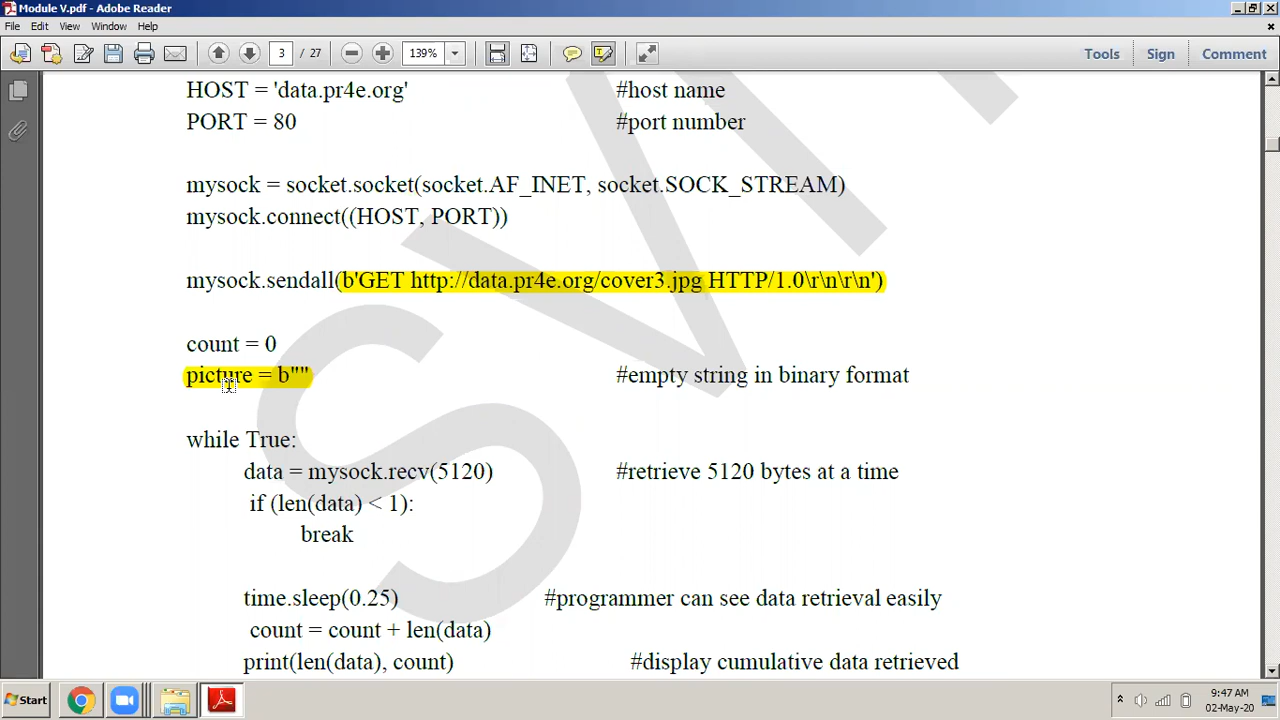 Module V.pdf - Adobe Reader
File Edit View Window Help
3 / 27 139% Tools Sign Comment
HOST = 'data.pr4e.org' #host name
PORT = 80 #port number
mysock = socket.socket(socket.AF_INET, socket.SOCK_STREAM)
mysock.connect((HOST, PORT))
mysock.sendall(b'GET http://data.pr4e.org/cover3.jpg HTTP/1.0\r\n\r\n')
count = 0
picture = b"" #empty string in binary format
while True:
data = mysock.recv(5120) #retrieve 5120 bytes at a time
if (len(data) < 1):
break
time.sleep(0.25) #programmer can see data retrieval easily
count = count + len(data)
print(len(data), count) #display cumulative data retrieved
Start
9:47 AM
02-May-20